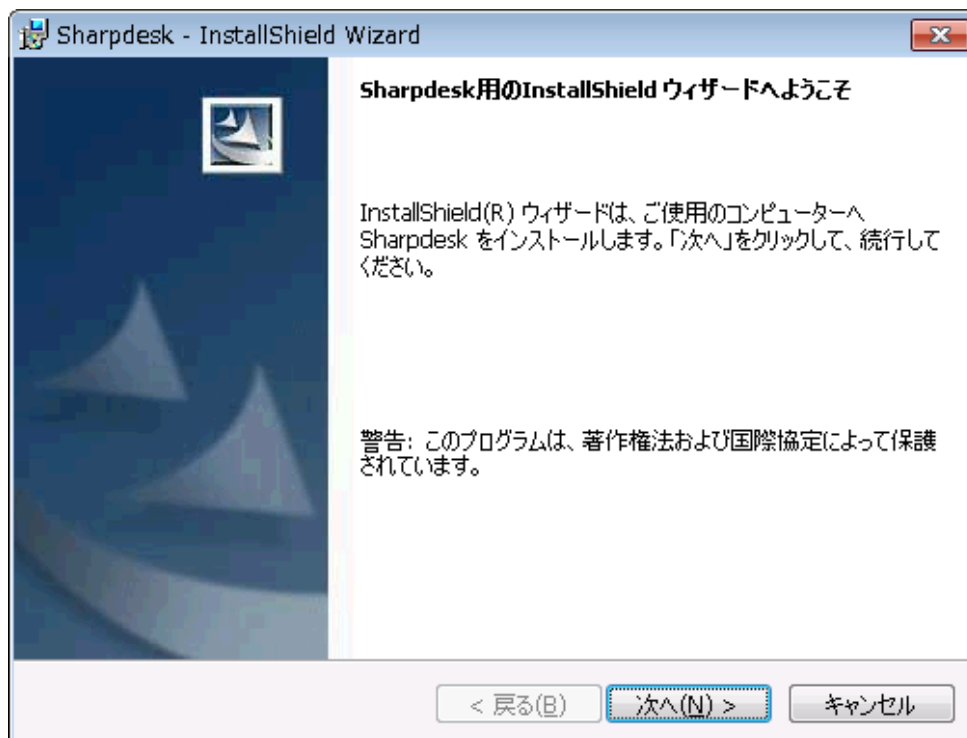 Sharpdesk - InstallShield Wizard
Sharpdesk用のInstallShield ウィザードへようこそ
InstallShield(R) ウィザードは、ご使用のコンピューターへ
Sharpdesk をインストールします。「次へ」をクリックして、続行して
ください。
警告: このプログラムは、著作権法および国際協定によって保護
されています。
< 戻る(B) 次へ(N) > キャンセル